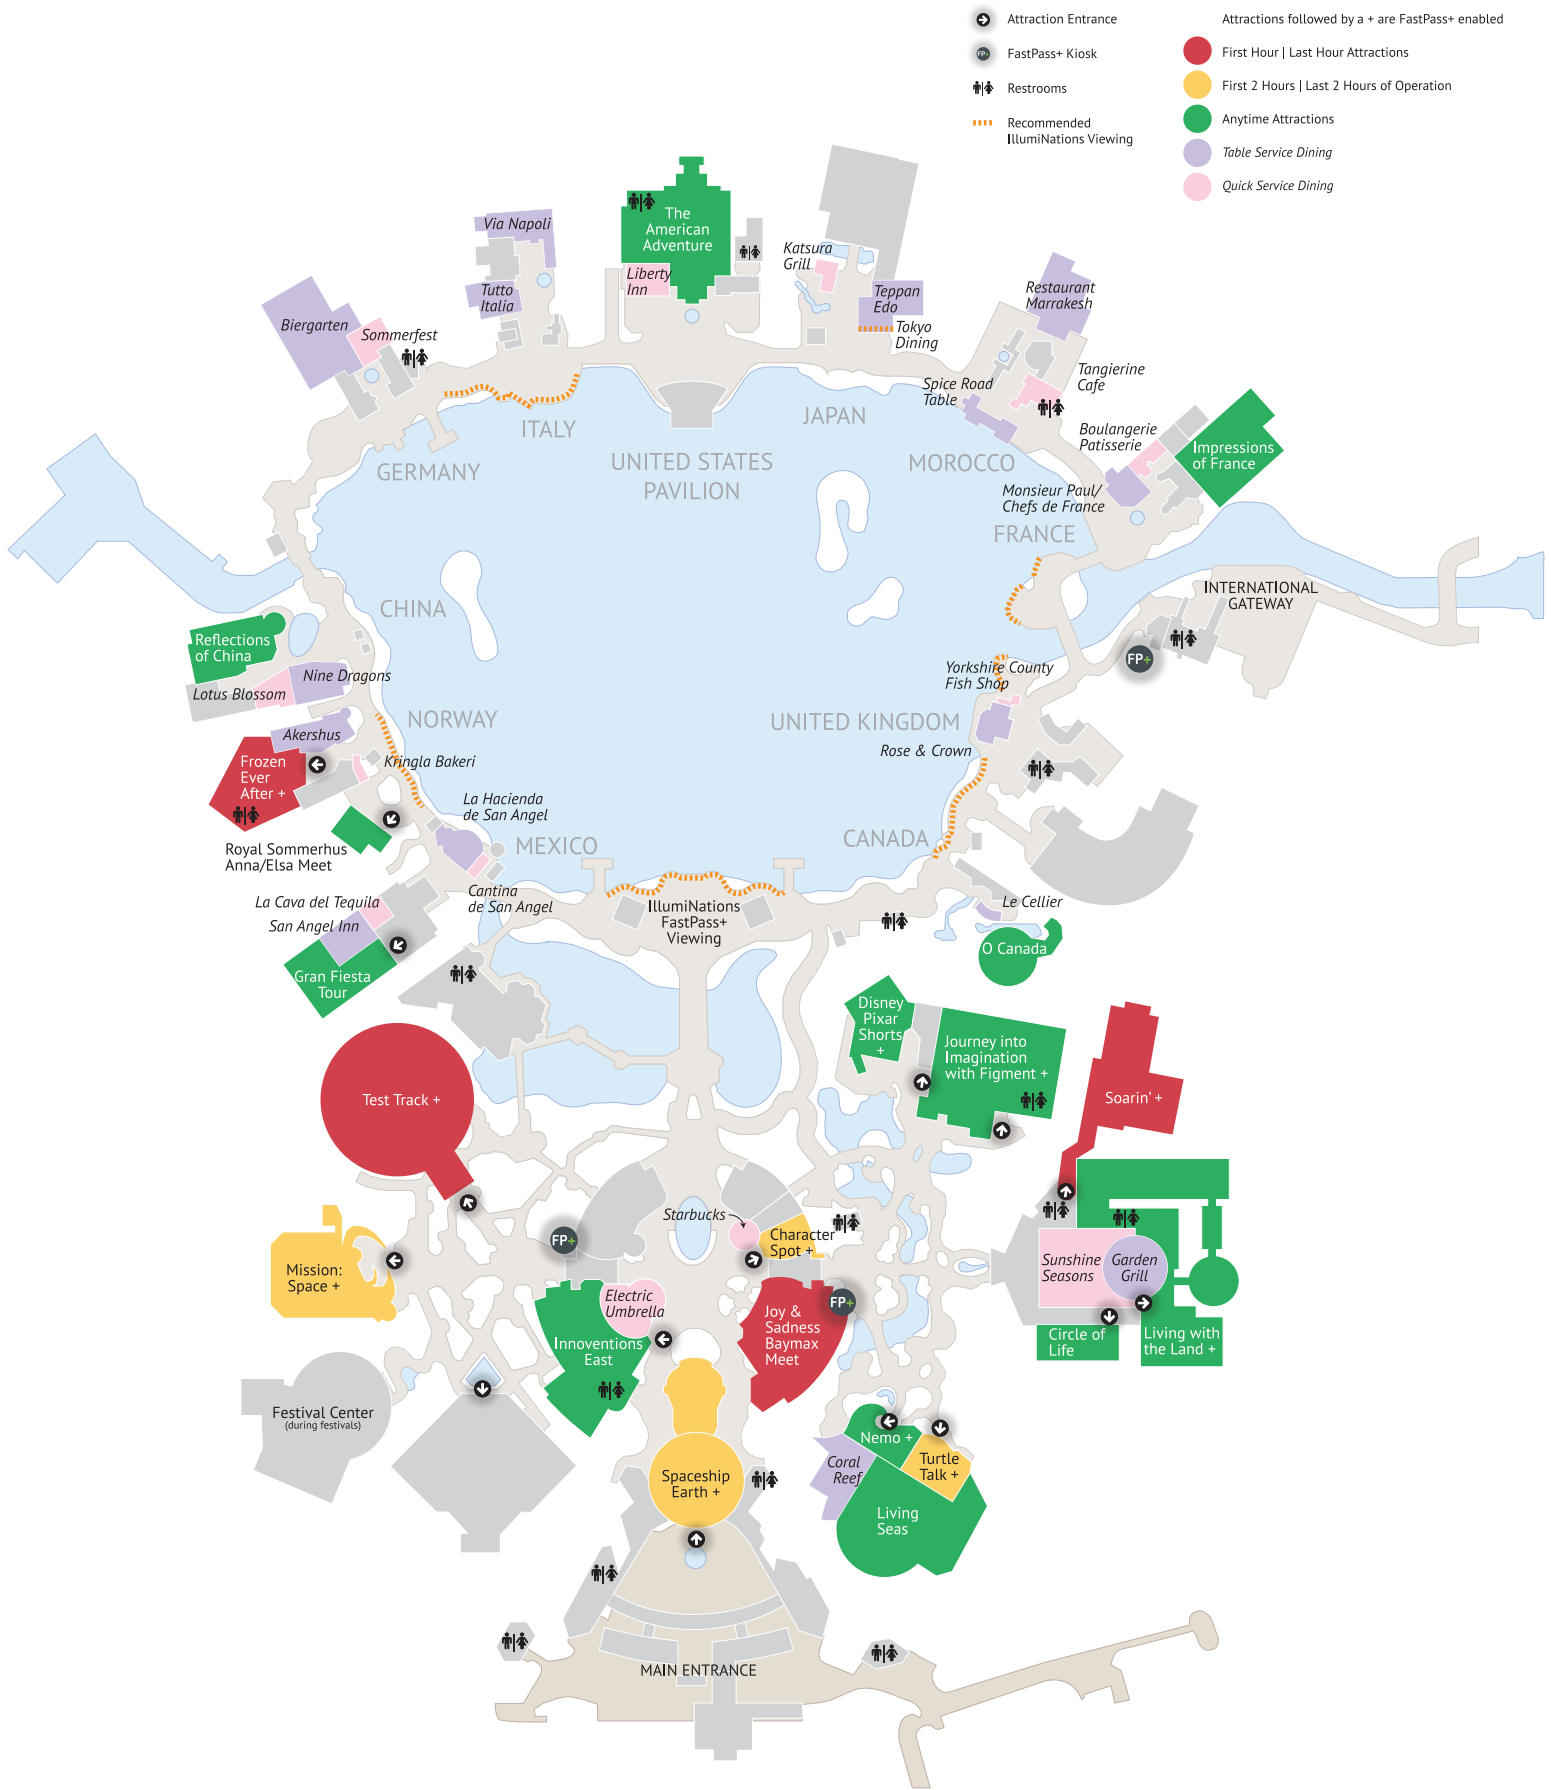 Attraction Entrance
FastPass+ Kiosk
FP+
Restrooms
Recommended
IllumiNations Viewing
Attractions followed by a + are FastPass+ enabled
First Hour | Last Hour Attractions
First 2 Hours | Last 2 Hours of Operation
Anytime Attractions
Table Service Dining
Quick Service Dining
The
American
Adventure
Liberty
Inn
Via Napoli
Tutto
Italia
Biergarten
Sommerfest
Katsura
Grill
Teppan
Edo
Tokyo
Dining
Restaurant
Marrakesh
Spice Road
Table
Tangierine
Cafe
Boulangerie
Patisserie
Impressions
of France
Monsieur Paul/
Chefs de France
ITALY
GERMANY
UNITED STATES
PAVILION
JAPAN
MOROCCO
FRANCE
CHINA
NORWAY
MEXICO
UNITED KINGDOM
CANADA
INTERNATIONAL
GATEWAY
FP+
Reflections
of China
Nine Dragons
Lotus Blossom
Akershus
Frozen
Ever
After +
Kringla Bakeri
Royal Sommerhus
Anna/Elsa Meet
La Hacienda
de San Angel
Cantina
de San Angel
La Cava del Tequila
San Angel Inn
Gran Fiesta
Tour
Yorkshire County
Fish Shop
Rose & Crown
Le Cellier
O Canada
IllumiNations
FastPass+
Viewing
Disney
Pixar
Shorts
+
Journey into
Imagination
with Figment +
Soarin' +
Test Track +
Mission:
Space +
FP+
Starbucks
Character
Spot +
Electric
Umbrella
Innoventions
East
Joy &
Sadness
Baymax
Meet
FP+
Sunshine
Seasons
Garden
Grill
Circle of
Life
Living with
the Land +
Festival Center
(during festivals)
Spaceship
Earth +
Nemo +
Turtle
Talk +
Coral
Reef
Living
Seas
MAIN ENTRANCE